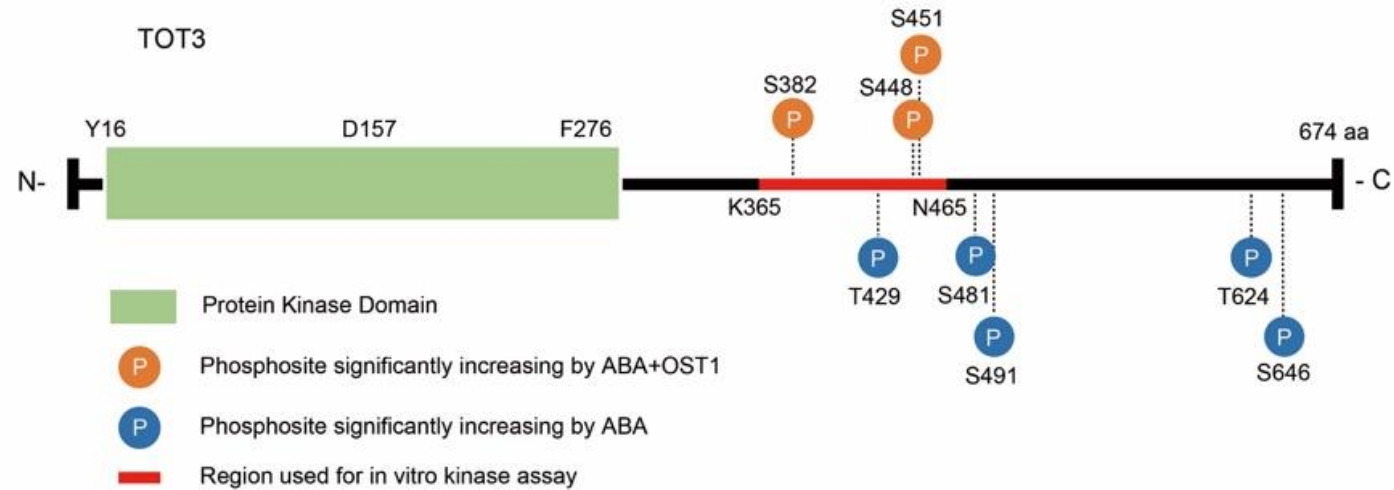 TOT3
S451
S382
S448
Y16
D157
F276
674 aa
N-
- C
K365
N465
P
P
P
P
P
P
P
P
T429
S481
T624
S491
S646
Protein Kinase Domain
P Phosphosite significantly increasing by ABA+OST1
P Phosphosite significantly increasing by ABA
Region used for in vitro kinase assay